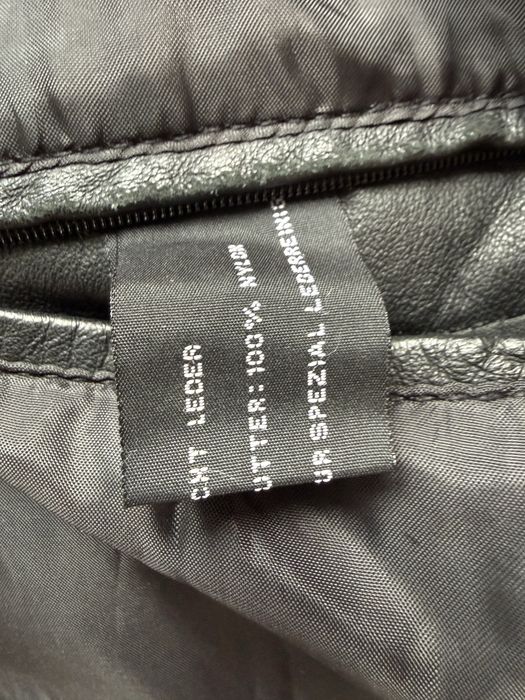 CHT LEDER
UTTER: 100% NYLON
UR SPEZIAL LEDERREINIG